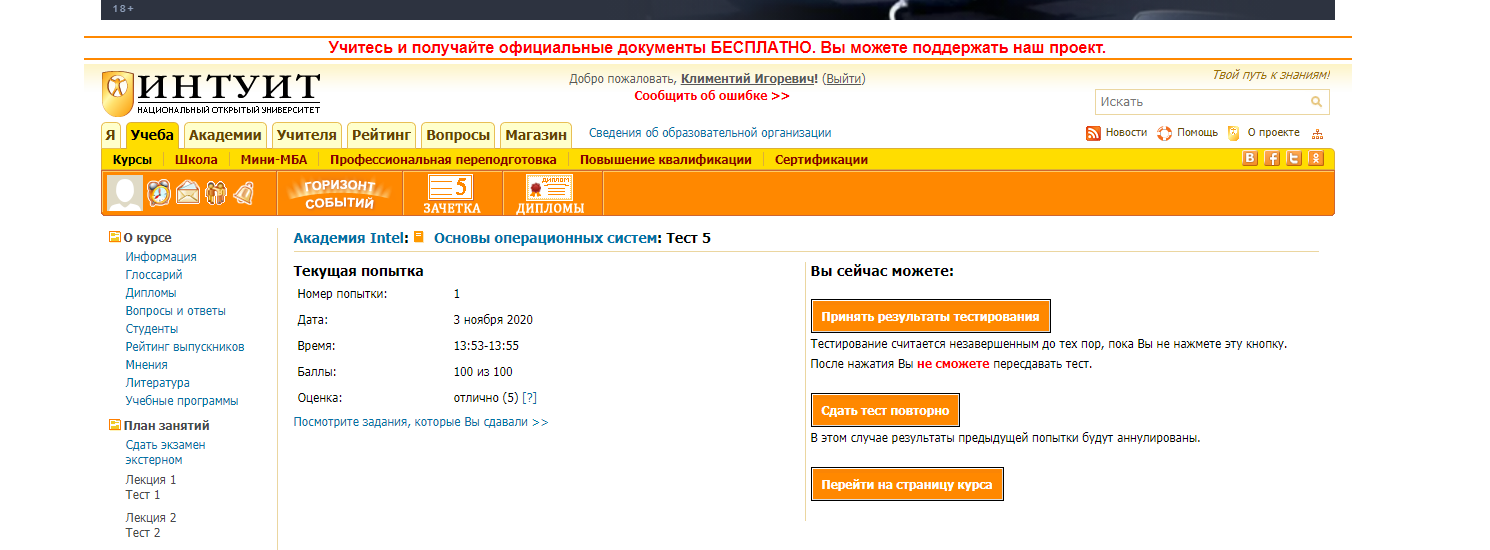 18+
Учитесь и получайте официальные документы БЕСПЛАТНО. Вы можете поддержать наш проект.
ИНТУИТ
НАЦИОНАЛЬНЫЙ ОТКРЫТЫЙ УНИВЕРСИТЕТ
Добро пожаловать, Климентий Игоревич! (Выйти)
Сообщить об ошибке >>
Твой путь к знаниям!
Искать
Я Учеба Академии Учителя Рейтинг Вопросы Магазин Сведения об образовательной организации Новости Помощь О проекте
Курсы Школа Мини-МБА Профессиональная переподготовка Повышение квалификации Сертификации
ГОРИЗОНТ СОБЫТИЙ
5 ЗАЧЕТКА
ДИПЛОМ ДИПЛОМЫ
О курсе
Информация
Глоссарий
Дипломы
Вопросы и ответы
Студенты
Рейтинг выпускников
Мнения
Литература
Учебные программы
План занятий
Сдать экзамен
экстерном
Лекция 1
Тест 1
Лекция 2
Тест 2
Академия Intel: Основы операционных систем: Тест 5
Текущая попытка
Номер попытки: 1
Дата: 3 ноября 2020
Время: 13:53-13:55
Баллы: 100 из 100
Оценка: отлично (5) [?]
Посмотрите задания, которые Вы сдавали >>
Вы сейчас можете:
Принять результаты тестирования
Тестирование считается незавершенным до тех пор, пока Вы не нажмете эту кнопку.
После нажатия Вы не сможете пересдавать тест.
Сдать тест повторно
В этом случае результаты предыдущей попытки будут аннулированы.
Перейти на страницу курса